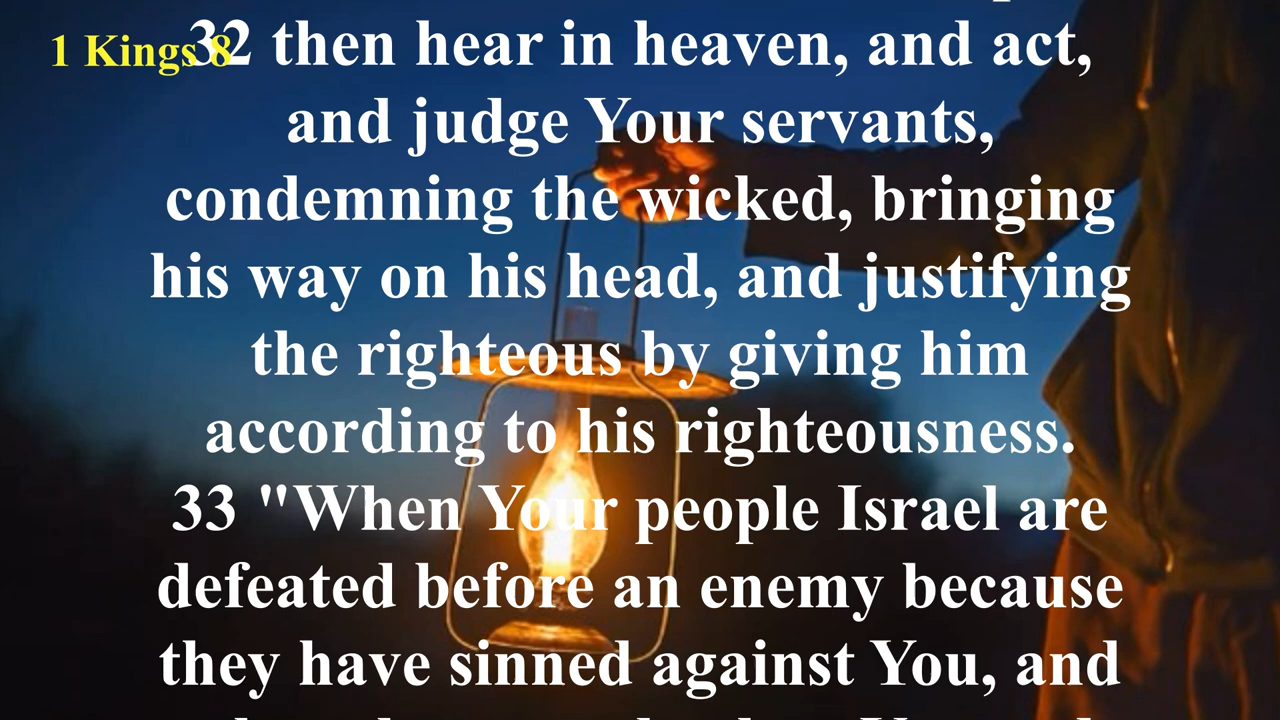 1 Kings 8
32 then hear in heaven, and act,
and judge Your servants,
condemning the wicked, bringing
his way on his head, and justifying
the righteous by giving him
according to his righteousness.
33 "When Your people Israel are
defeated before an enemy because
they have sinned against You, and